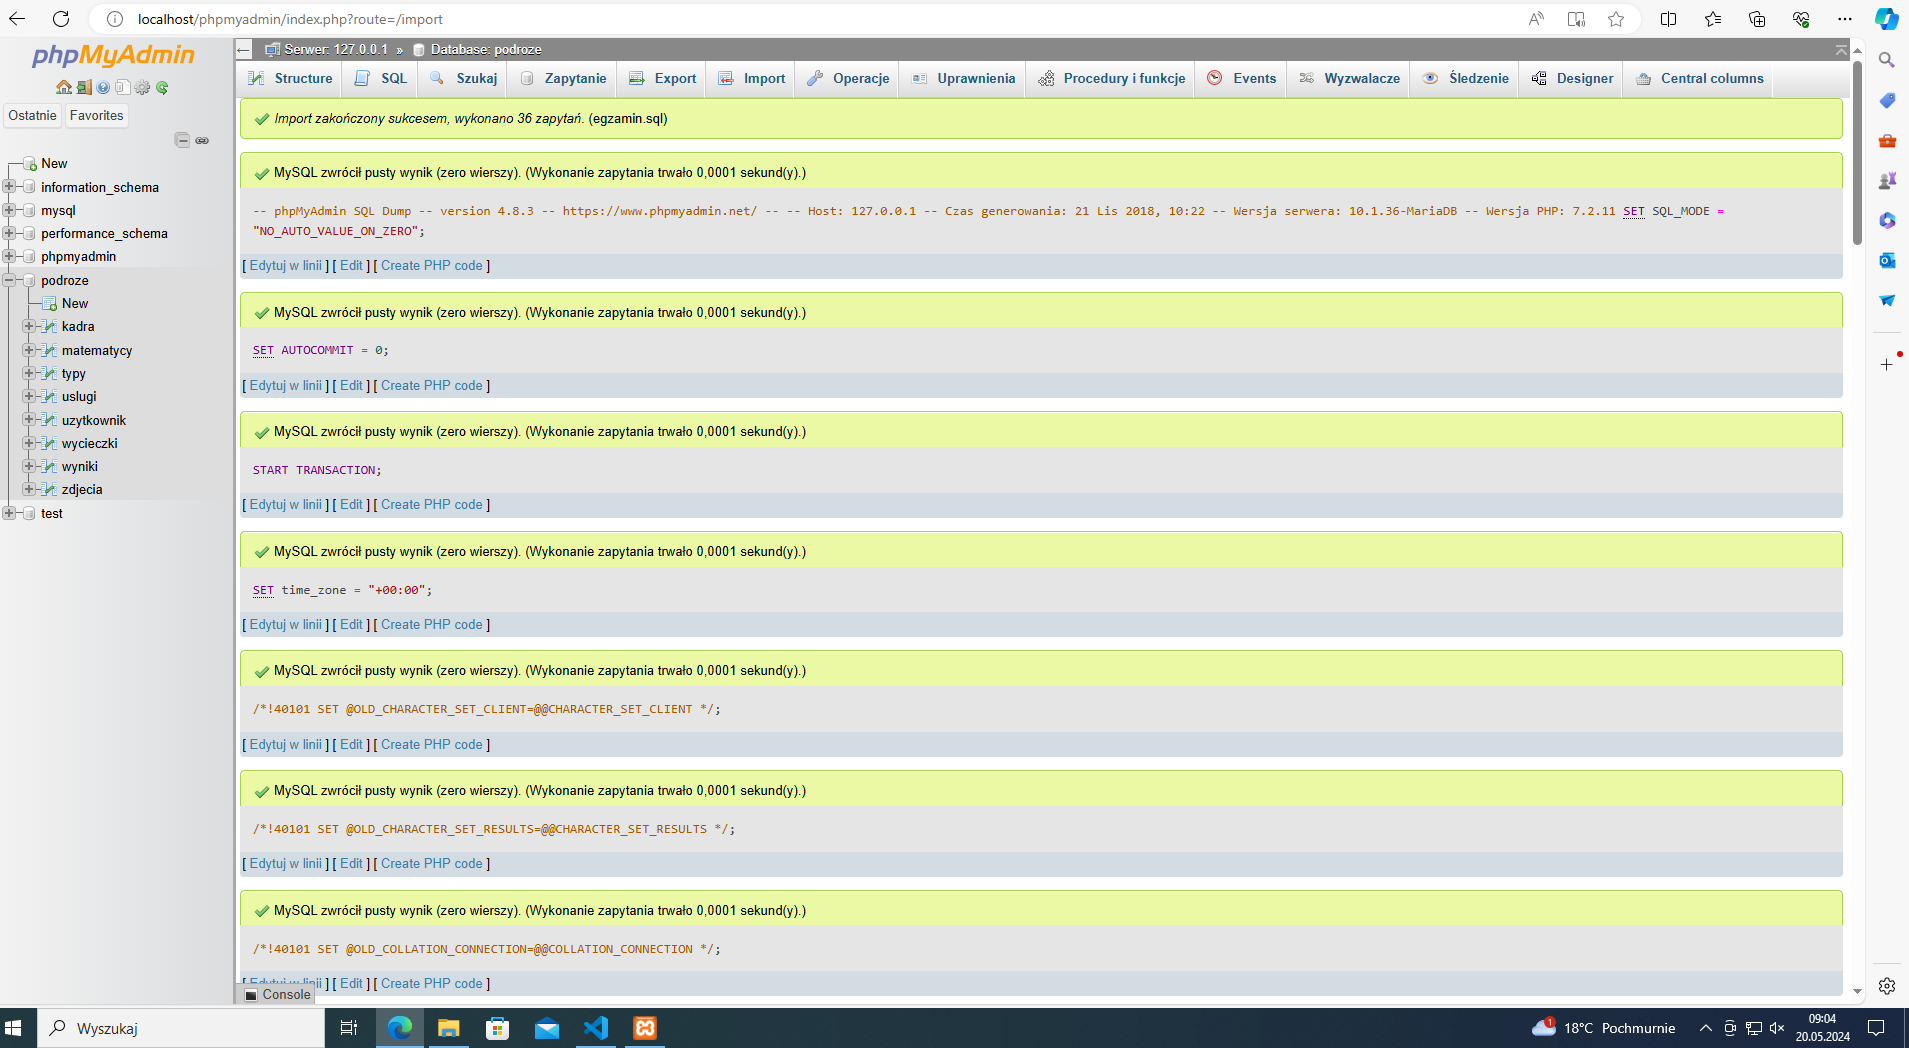 localhost/phpmyadmin/index.php?route=/import
phpMyAdmin
Ostatnie Favorites
New
information_schema
mysql
performance_schema
phpmyadmin
podroze
New
kadra
matematycy
typy
uslugi
uzytkownik
wycieczki
wyniki
zdjecia
test
Serwer: 127.0.0.1 » Database: podroze
Structure SQL Szukaj Zapytanie Export Import Operacje Uprawnienia Procedury i funkcje Events Wyzwalacze Śledzenie Designer Central columns
Import zakończony sukcesem, wykonano 36 zapytań. (egzamin.sql)
MySQL zwrócił pusty wynik (zero wierszy). (Wykonanie zapytania trwało 0,0001 sekund(y).)
-- phpMyAdmin SQL Dump -- version 4.8.3 -- https://www.phpmyadmin.net/ -- -- Host: 127.0.0.1 -- Czas generowania: 21 Lis 2018, 10:22 -- Wersja serwera: 10.1.36-MariaDB -- Wersja PHP: 7.2.11 SET SQL_MODE =
"NO_AUTO_VALUE_ON_ZERO";
[ Edytuj w linii ] [ Edit ] [ Create PHP code ]
MySQL zwrócił pusty wynik (zero wierszy). (Wykonanie zapytania trwało 0,0001 sekund(y).)
SET AUTOCOMMIT = 0;
[ Edytuj w linii ] [ Edit ] [ Create PHP code ]
MySQL zwrócił pusty wynik (zero wierszy). (Wykonanie zapytania trwało 0,0001 sekund(y).)
START TRANSACTION;
[ Edytuj w linii ] [ Edit ] [ Create PHP code ]
MySQL zwrócił pusty wynik (zero wierszy). (Wykonanie zapytania trwało 0,0001 sekund(y).)
SET time_zone = "+00:00";
[ Edytuj w linii ] [ Edit ] [ Create PHP code ]
MySQL zwrócił pusty wynik (zero wierszy). (Wykonanie zapytania trwało 0,0001 sekund(y).)
/*!40101 SET @OLD_CHARACTER_SET_CLIENT=@@CHARACTER_SET_CLIENT */;
[ Edytuj w linii ] [ Edit ] [ Create PHP code ]
MySQL zwrócił pusty wynik (zero wierszy). (Wykonanie zapytania trwało 0,0001 sekund(y).)
/*!40101 SET @OLD_CHARACTER_SET_RESULTS=@@CHARACTER_SET_RESULTS */;
[ Edytuj w linii ] [ Edit ] [ Create PHP code ]
MySQL zwrócił pusty wynik (zero wierszy). (Wykonanie zapytania trwało 0,0001 sekund(y).)
/*!40101 SET @OLD_COLLATION_CONNECTION=@@COLLATION_CONNECTION */;
[ Edytuj w linii ] [ Edit ] [ Create PHP code ]
Console
Wyszukaj
1
18°C Pochmurnie
09:04
20.05.2024